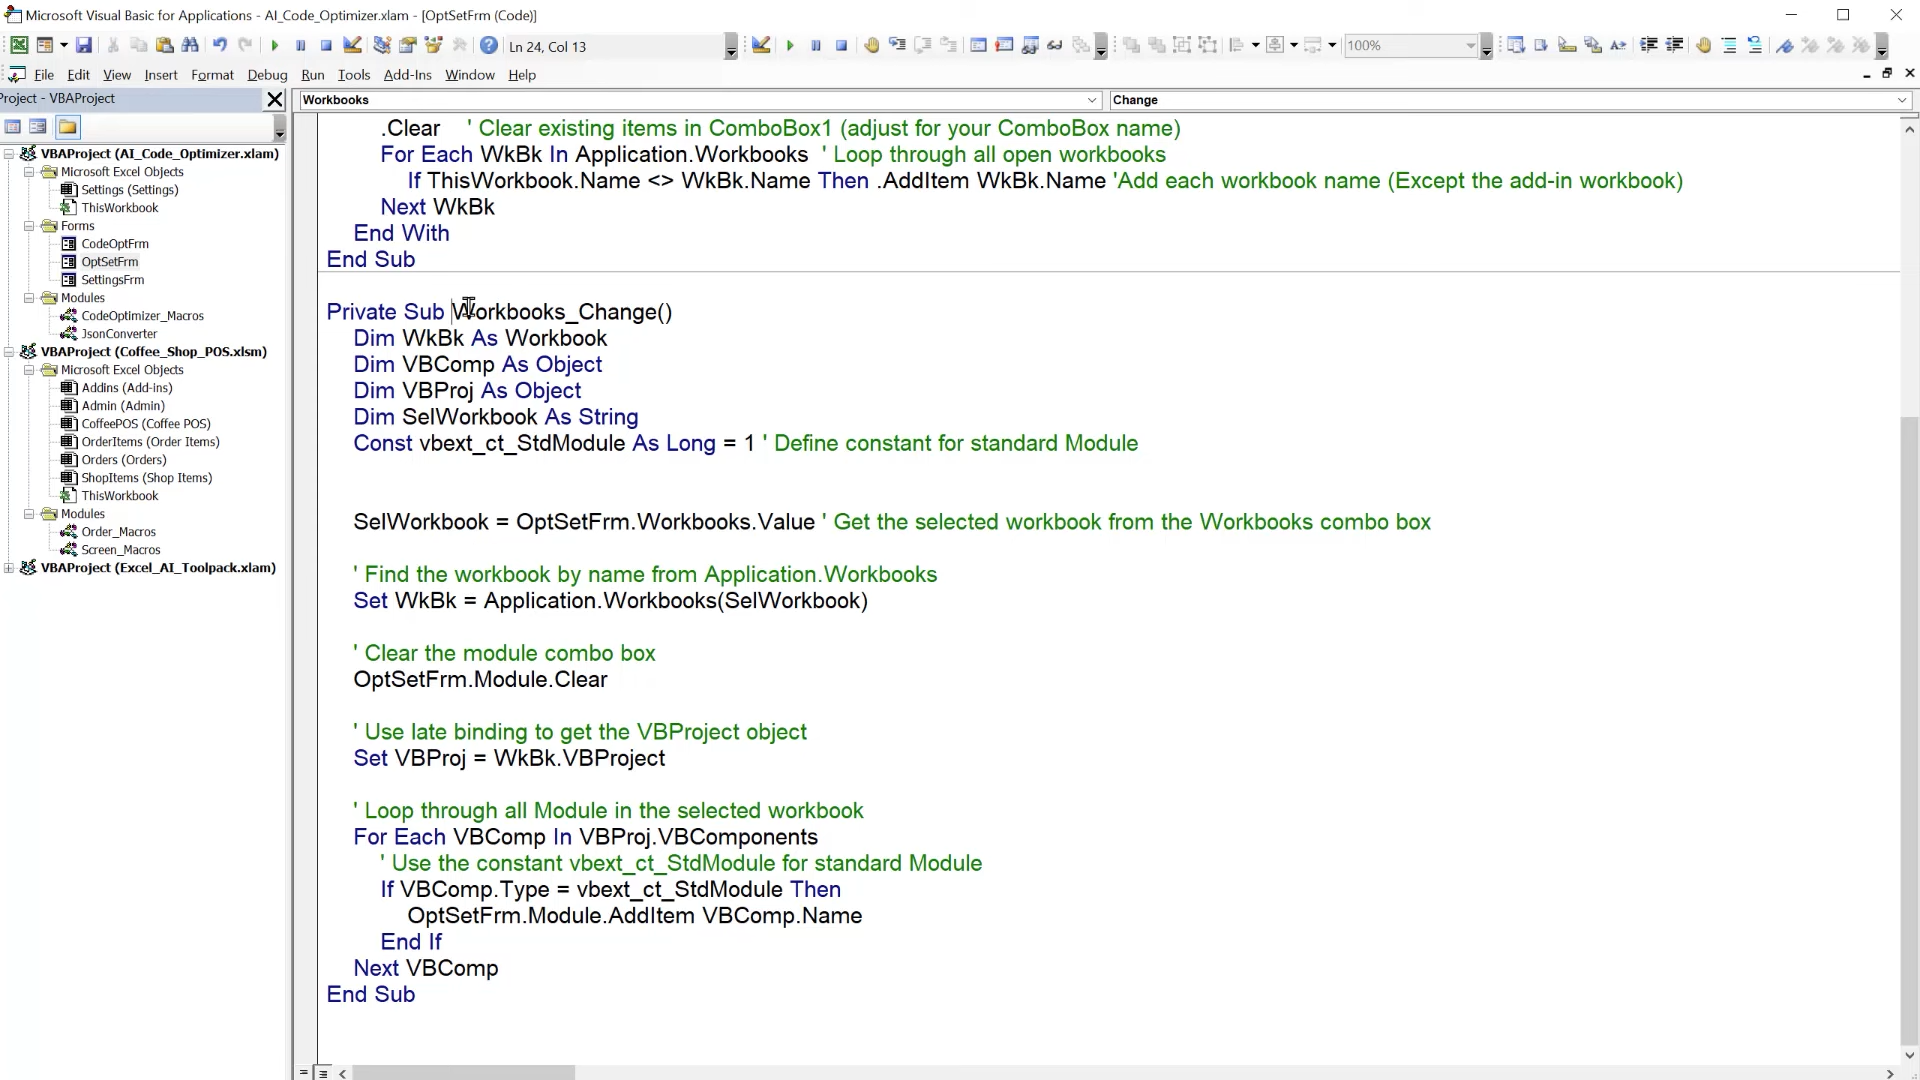 Microsoft Visual Basic for Applications - AI_Code_Optimizer.xlam - [OptSetFrm (Code)]
Ln 24, Col 13
100%
File Edit View Insert Format Debug Run Tools Add-Ins Window Help
Project - VBAProject
Workbooks
Change
VBAProject (AI_Code_Optimizer.xlam)
Microsoft Excel Objects
Settings (Settings)
ThisWorkbook
Forms
CodeOptFrm
OptSetFrm
SettingsFrm
Modules
CodeOptimizer_Macros
JsonConverter
VBAProject (Coffee_Shop_POS.xlsm)
Microsoft Excel Objects
Addins (Add-ins)
Admin (Admin)
CoffeePOS (Coffee POS)
OrderItems (Order Items)
Orders (Orders)
ShopItems (Shop Items)
ThisWorkbook
Modules
Order_Macros
Screen_Macros
VBAProject (Excel_AI_Toolpack.xlam)
.Clear ' Clear existing items in ComboBox1 (adjust for your ComboBox name)
For Each WkBk In Application.Workbooks ' Loop through all open workbooks
If ThisWorkbook.Name <> WkBk.Name Then .AddItem WkBk.Name 'Add each workbook name (Except the add-in workbook)
Next WkBk
End With
End Sub
Private Sub Workbooks_Change()
Dim WkBk As Workbook
Dim VBComp As Object
Dim VBProj As Object
Dim SelWorkbook As String
Const vbext_ct_StdModule As Long = 1 ' Define constant for standard Module
SelWorkbook = OptSetFrm.Workbooks.Value ' Get the selected workbook from the Workbooks combo box
' Find the workbook by name from Application.Workbooks
Set WkBk = Application.Workbooks(SelWorkbook)
' Clear the module combo box
OptSetFrm.Module.Clear
' Use late binding to get the VBProject object
Set VBProj = WkBk.VBProject
' Loop through all Module in the selected workbook
For Each VBComp In VBProj.VBComponents
' Use the constant vbext_ct_StdModule for standard Module
If VBComp.Type = vbext_ct_StdModule Then
OptSetFrm.Module.AddItem VBComp.Name
End If
Next VBComp
End Sub